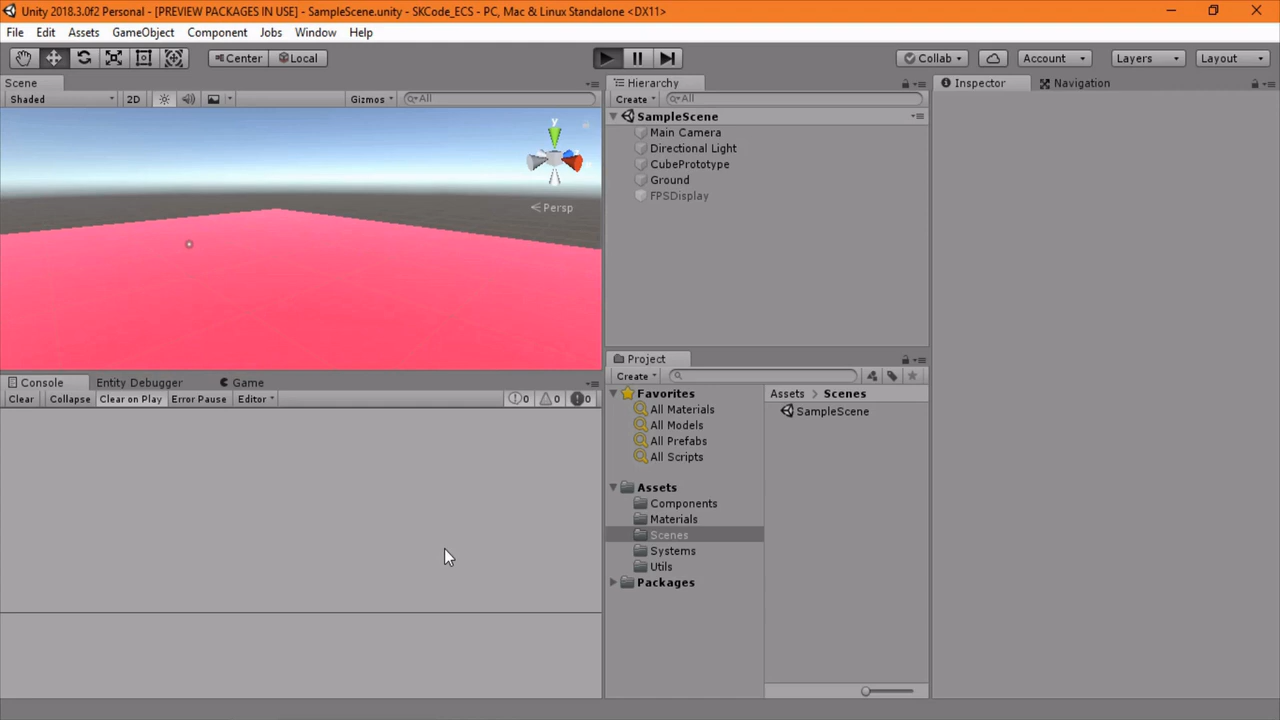 Unity 2018.3.0f2 Personal - [PREVIEW PACKAGES IN USE] - SampleScene.unity - SKCode_ECS - PC, Mac & Linux Standalone <DX11>
File Edit Assets GameObject Component Jobs Window Help
Center Local Collab Account Layers Layout
Scene
Shaded 2D Gizmos All
y
Persp
Hierarchy
Create All
SampleScene
Main Camera
Directional Light
CubePrototype
Ground
FPSDisplay
Inspector Navigation
Console Entity Debugger Game
Clear Collapse Clear on Play Error Pause Editor 0 0 0
Project
Create
Favorites
All Materials
All Models
All Prefabs
All Scripts
Assets
Components
Materials
Scenes
Systems
Utils
Packages
Assets Scenes
SampleScene